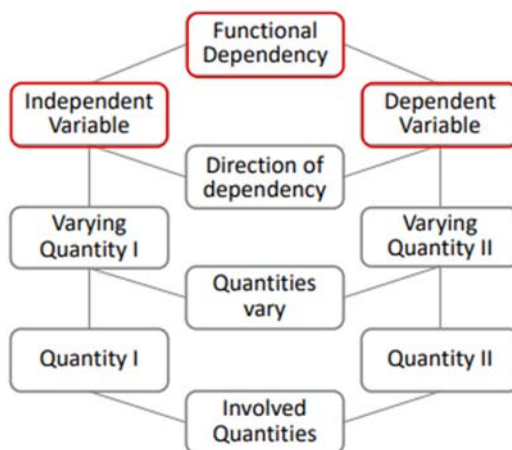 Functional
Dependency
Independent
Variable
Dependent
Variable
Direction of
dependency
Varying
Quantity I
Varying
Quantity II
Quantities
vary
Quantity I
Quantity II
Involved
Quantities